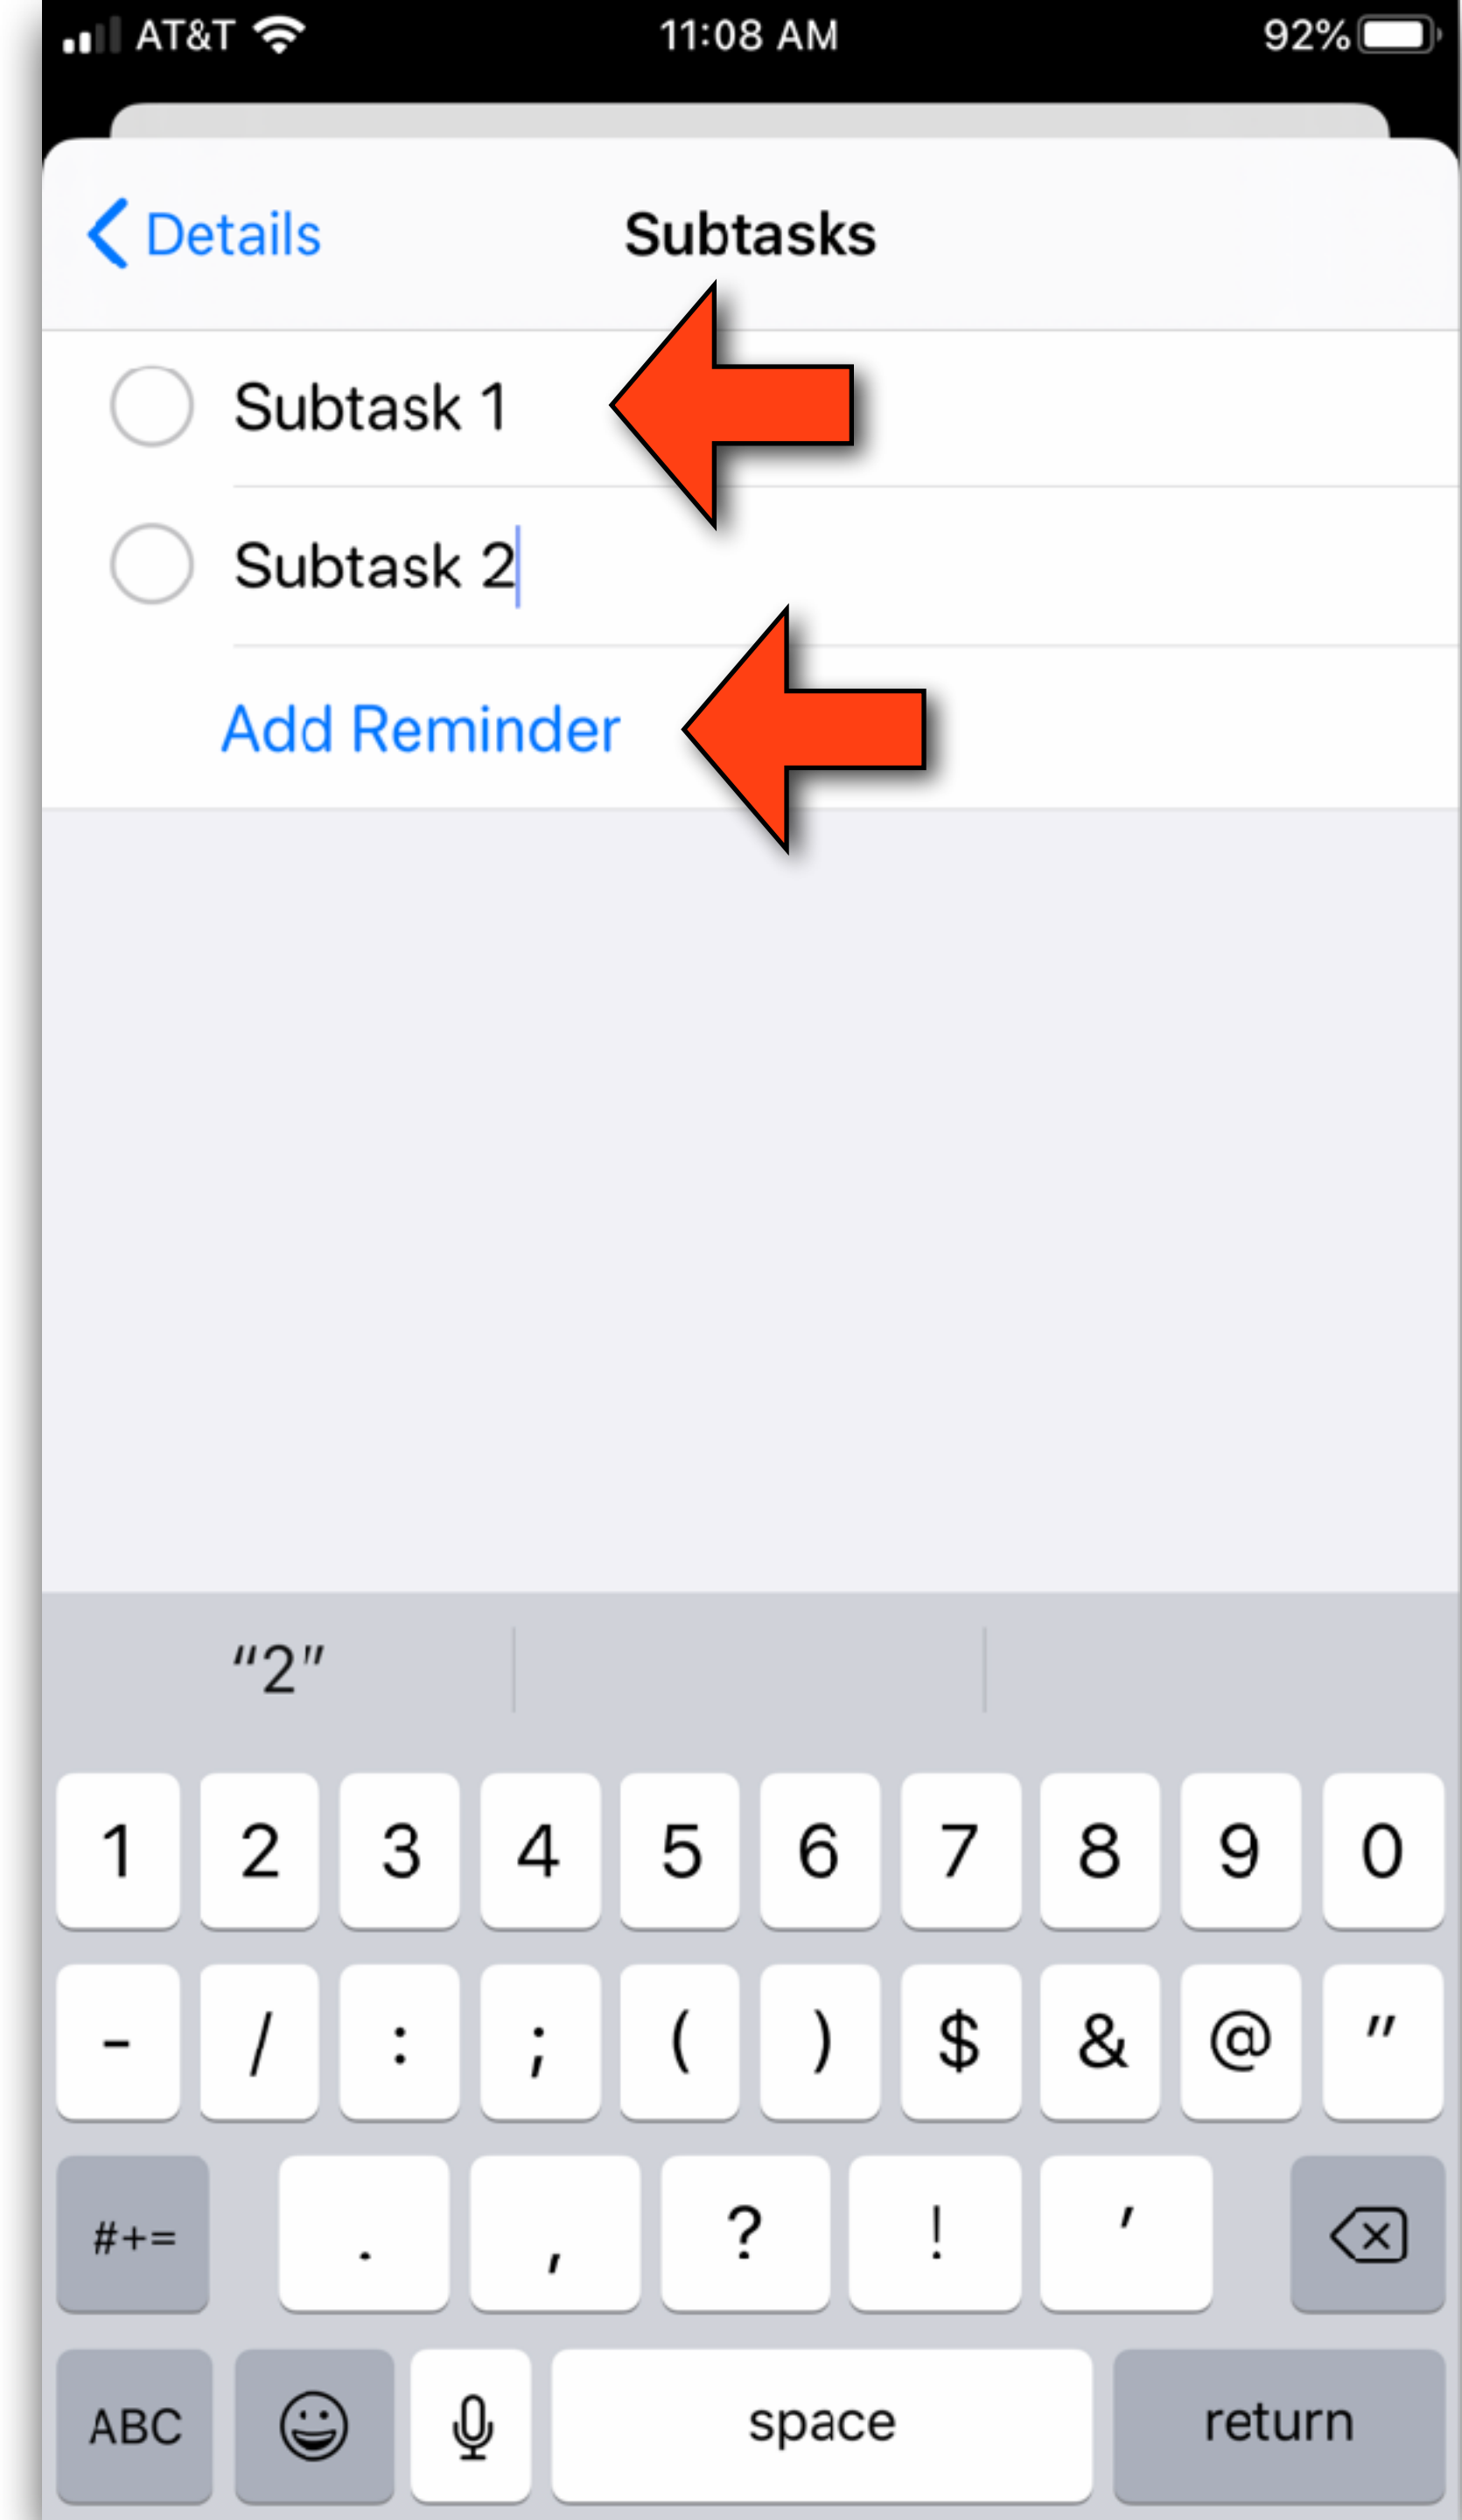 AT&T 11:08 AM 92%
Details Subtasks
Subtask 1
Subtask 2
Add Reminder
“2”
1 2 3 4 5 6 7 8 9 0
- / : ; ( ) $ & @ "
#+= . , ? ! '
ABC space return